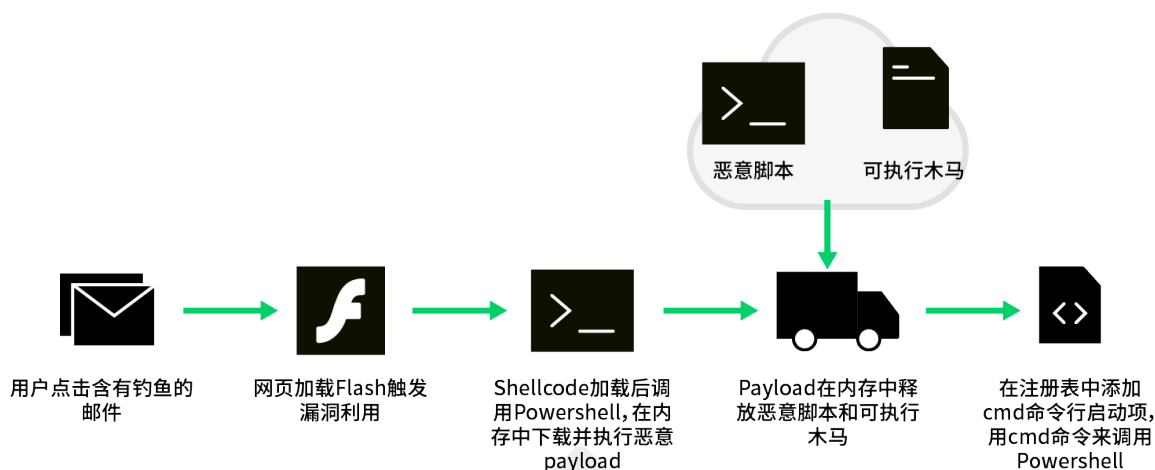 恶意脚本
可执行木马
用户点击含有钓鱼的
邮件
网页加载Flash触发
漏洞利用
Shellcode加载后调
用Powershell,在内
存中下载并执行恶意
payload
Payload在内存中释
放恶意脚本和可执行
木马
在注册表中添加
cmd命令行启动项,
用cmd命令来调用
Powershell